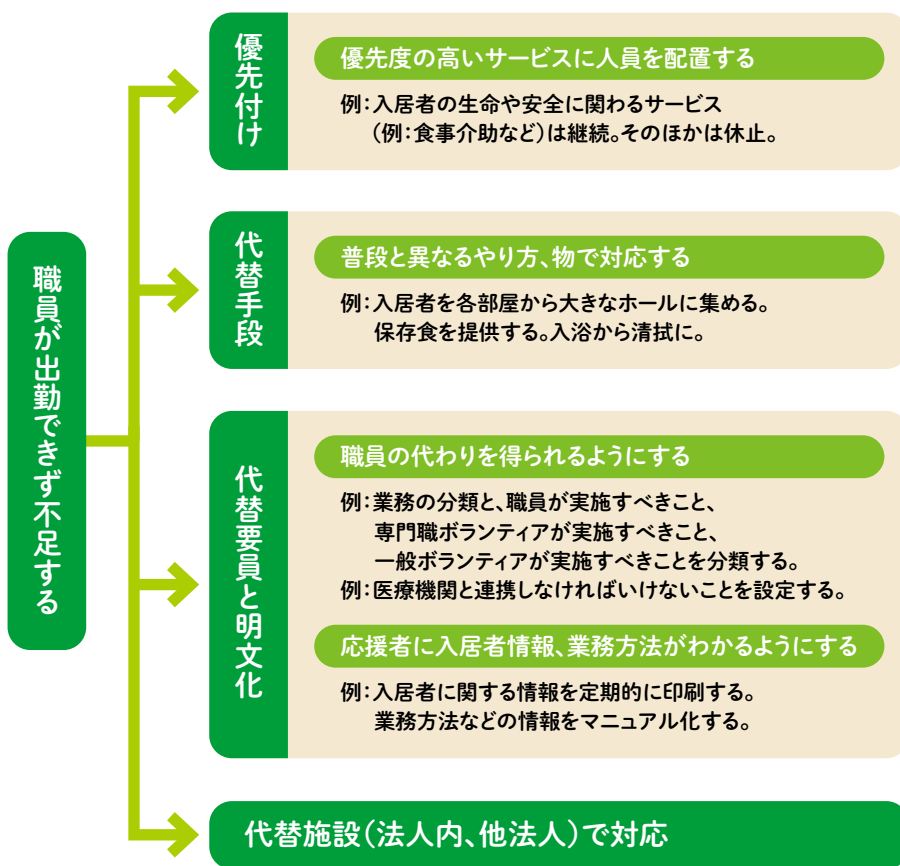 職員が出勤できず不足する
優先付け
優先度の高いサービスに人員を配置する
例：入居者の生命や安全に関わるサービス
（例：食事介助など）は継続。そのほかは休止。
代替手段
普段と異なるやり方、物で対応する
例：入居者を各部屋から大きなホールに集める。
保存食を提供する。入浴から清拭に。
代替要員と明文化
職員の代わりを得られるようにする
例：業務の分類と、職員が実施すべきこと、
専門職ボランティアが実施すべきこと、
一般ボランティアが実施すべきことを分類する。
例：医療機関と連携しなければいけないことを設定する。
応援者に入居者情報、業務方法がわかるようにする
例：入居者に関する情報を定期的に印刷する。
業務方法などの情報をマニュアル化する。
代替施設（法人内、他法人）で対応